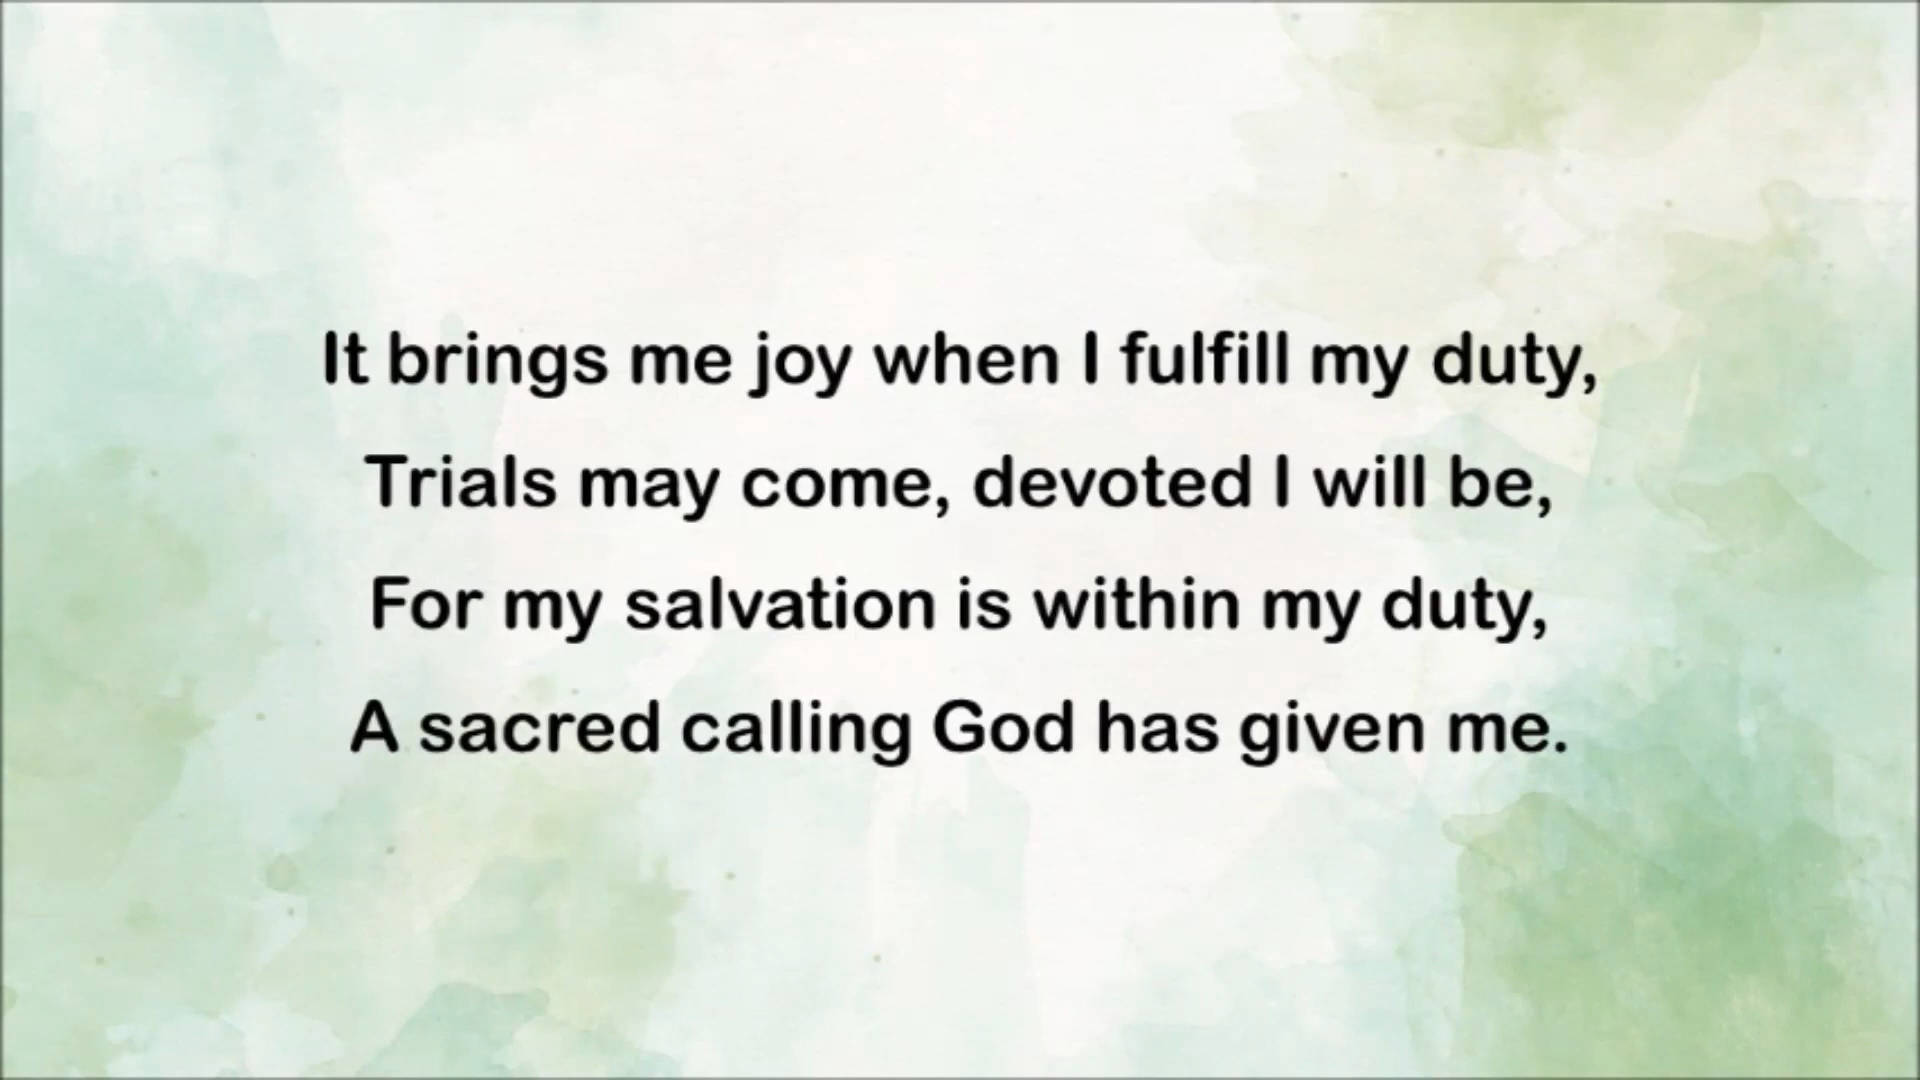 It brings me joy when I fulfill my duty,
Trials may come, devoted I will be,
For my salvation is within my duty,
A sacred calling God has given me.